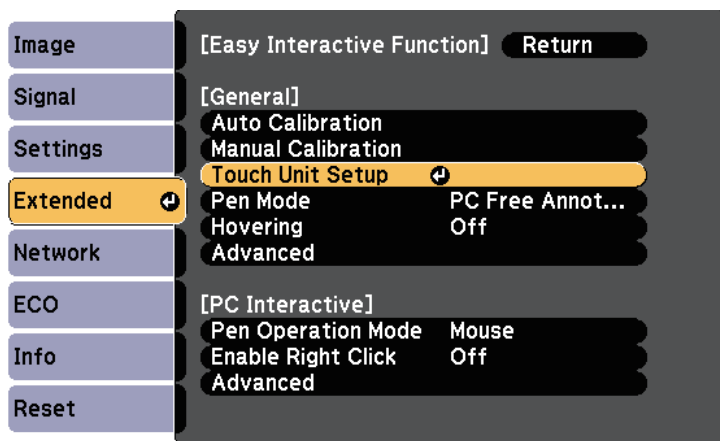 Image
Signal
Settings
Extended
Network
ECO
Info
Reset
[Easy Interactive Function] Return
[General]
Auto Calibration
Manual Calibration
Touch Unit Setup
Pen Mode PC Free Annot...
Hovering Off
Advanced
[PC Interactive]
Pen Operation Mode Mouse
Enable Right Click Off
Advanced